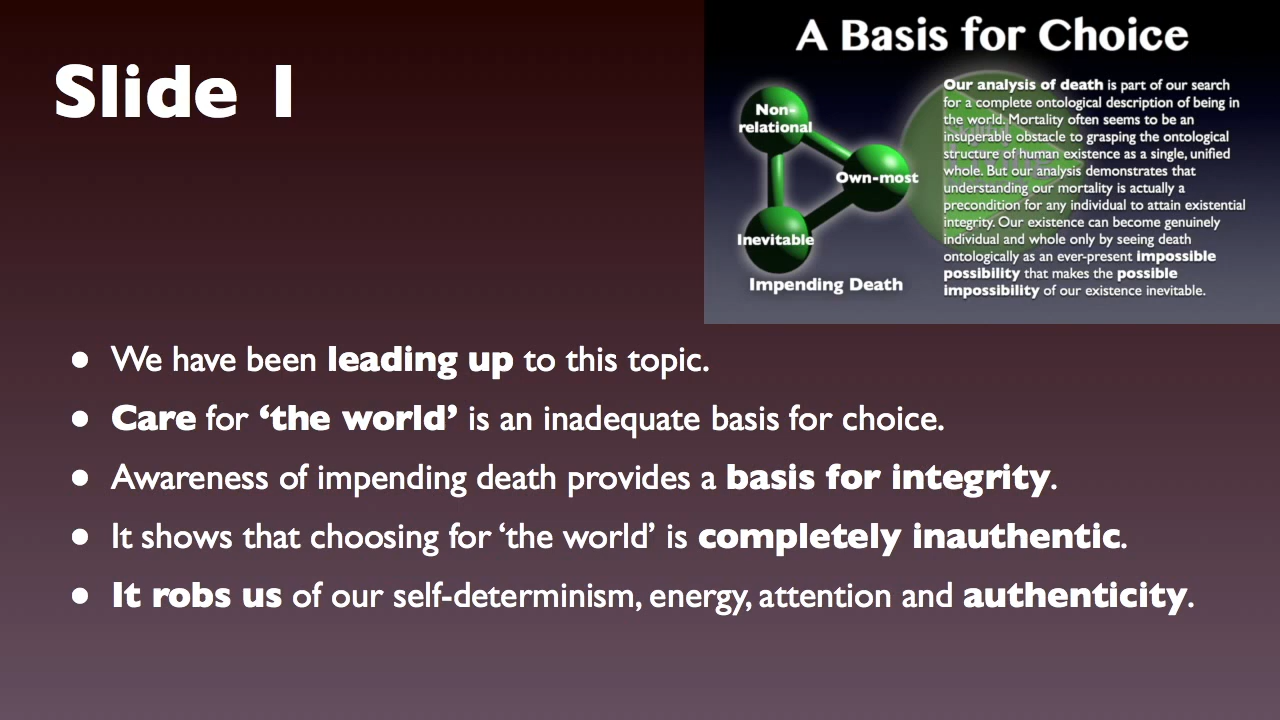 Slide 1
A Basis for Choice
Non-
relational
Own-most
Inevitable
Impending Death
Our analysis of death is part of our search
for a complete ontological description of being in
the world. Mortality often seems to be an
insuperable obstacle to grasping the ontological
structure of human existence as a single, unified
whole. But our analysis demonstrates that
understanding our mortality is actually a
precondition for any individual to attain existential
integrity. Our existence can become genuinely
individual and whole only by seeing death
ontologically as an ever-present impossible
possibility that makes the possible
impossibility of our existence inevitable.
• We have been leading up to this topic.
• Care for ‘the world’ is an inadequate basis for choice.
• Awareness of impending death provides a basis for integrity.
• It shows that choosing for ‘the world’ is completely inauthentic.
• It robs us of our self-determinism, energy, attention and authenticity.